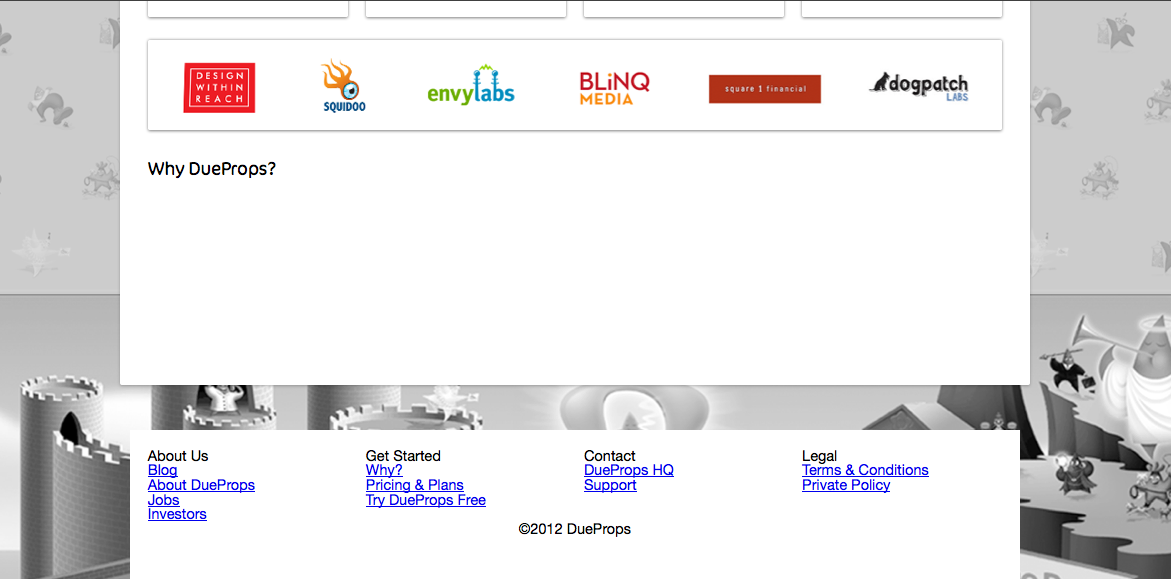 DESIGN
WITHIN
REACH
SQUIDOO
envylabs
BLiNQ
MEDIA
square 1 financial
dogpatch
LABS
Why DueProps?
About Us
Blog
About DueProps
Jobs
Investors
Get Started
Why?
Pricing & Plans
Try DueProps Free
Contact
DueProps HQ
Support
Legal
Terms & Conditions
Private Policy
©2012 DueProps